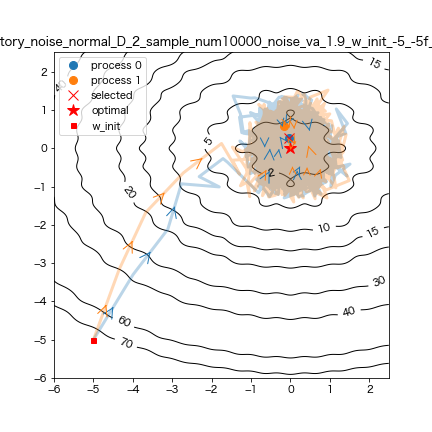 tory_noise_normal_D_2_sample_num10000_noise_va_1.9_w_init_-5_-5f_
process 0
process 1
selected
optimal
w_init
15
40
5
20
2
10
15
30
40
60
70
2
1
0
−1
−2
−3
−4
−5
−6
−6 −5 −4 −3 −2 −1 0 1 2